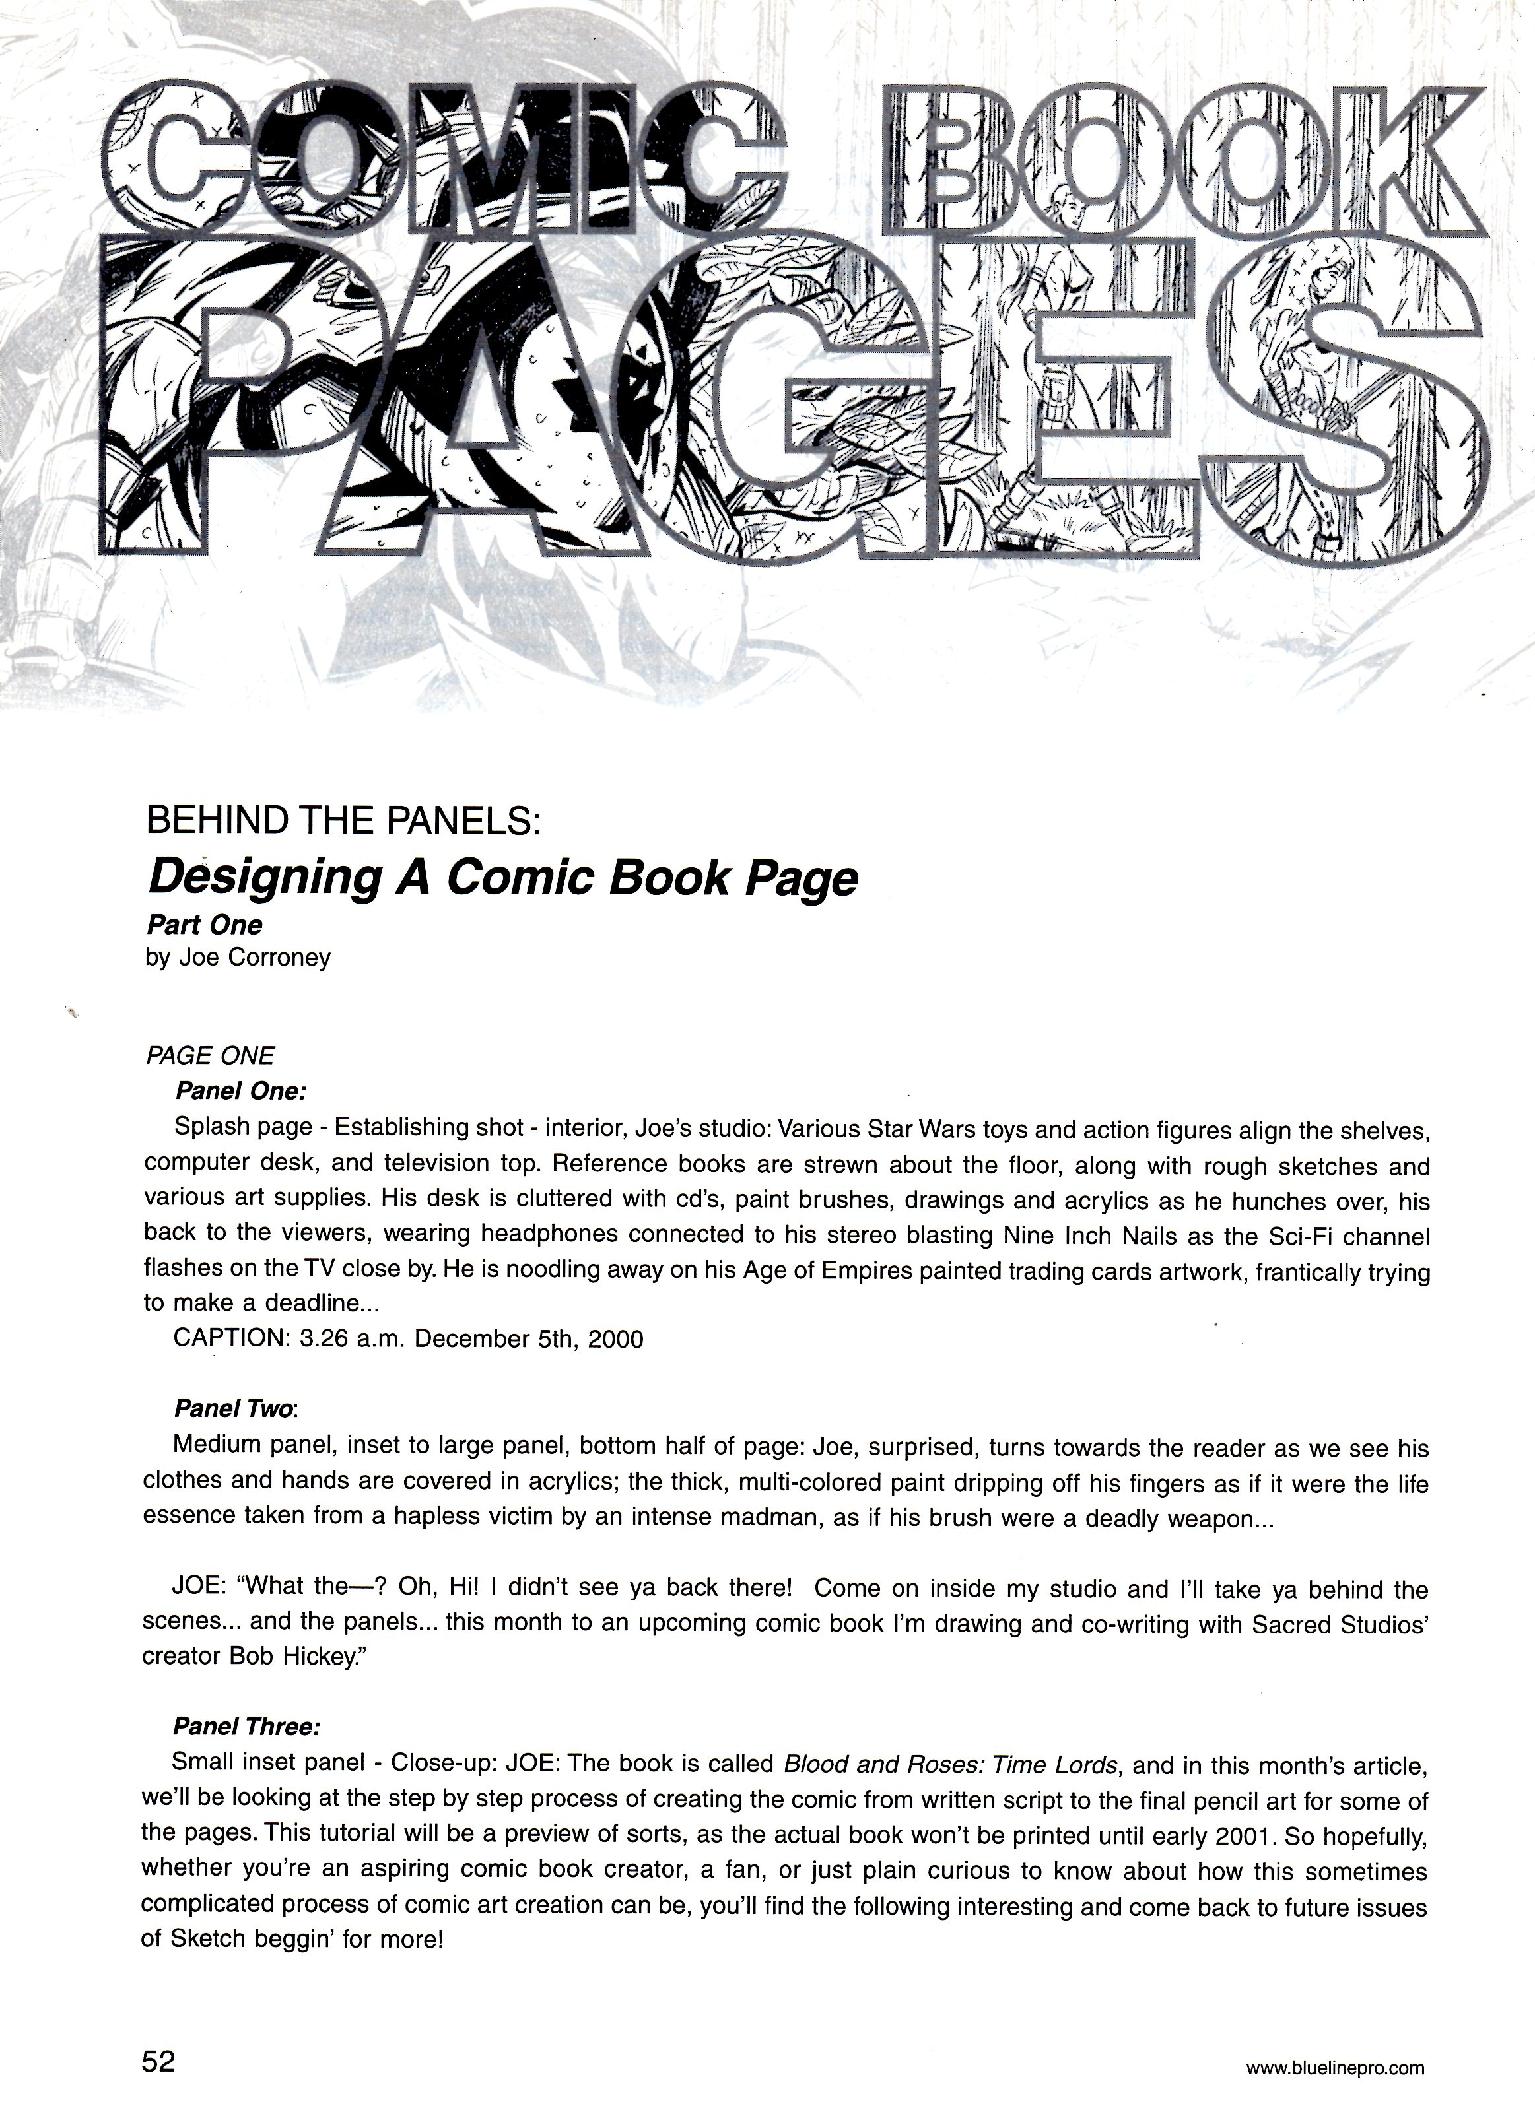 COMIC BOOK
PAGES
BEHIND THE PANELS:
Designing A Comic Book Page
Part One
by Joe Corroney
PAGE ONE
Panel One:
Splash page - Establishing shot - interior, Joe's studio: Various Star Wars toys and action figures align the shelves,
computer desk, and television top. Reference books are strewn about the floor, along with rough sketches and
various art supplies. His desk is cluttered with cd's, paint brushes, drawings and acrylics as he hunches over, his
back to the viewers, wearing headphones connected to his stereo blasting Nine Inch Nails as the Sci-Fi channel
flashes on the TV close by. He is noodling away on his Age of Empires painted trading cards artwork, frantically trying
to make a deadline...
CAPTION: 3.26 a.m. December 5th, 2000
Panel Two:
Medium panel, inset to large panel, bottom half of page: Joe, surprised, turns towards the reader as we see his
clothes and hands are covered in acrylics; the thick, multi-colored paint dripping off his fingers as if it were the life
essence taken from a hapless victim by an intense madman, as if his brush were a deadly weapon...
JOE: “What the—? Oh, Hi! I didn't see ya back there!  Come on inside my studio and I'll take ya behind the
scenes... and the panels... this month to an upcoming comic book I'm drawing and co-writing with Sacred Studios'
creator Bob Hickey.”
Panel Three:
Small inset panel - Close-up: JOE: The book is called Blood and Roses: Time Lords, and in this month's article,
we'll be looking at the step by step process of creating the comic from written script to the final pencil art for some of
the pages. This tutorial will be a preview of sorts, as the actual book won't be printed until early 2001. So hopefully,
whether you're an aspiring comic book creator, a fan, or just plain curious to know about how this sometimes
complicated process of comic art creation can be, you'll find the following interesting and come back to future issues
of Sketch beggin' for more!
52
www.bluelinepro.com